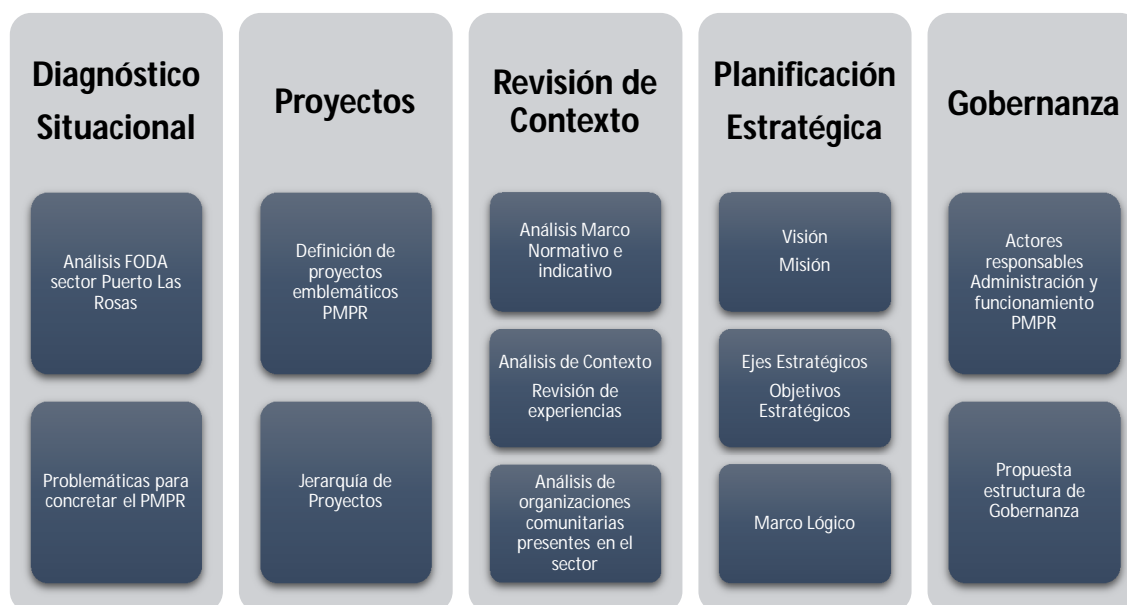 Diagnóstico
Situacional
Análisis FODA
sector Puerto Las
Rosas
Problemáticas para
concretar el PMPR
Proyectos
Definición de
proyectos
emblemáticos
PMPR
Jerarquía de
Proyectos
Revisión de
Contexto
Análisis Marco
Normativo e
indicativo
Análisis de Contexto
Revisión de
experiencias
Análisis de
organizaciones
comunitarias
presentes en el
sector
Planificación
Estratégica
Visión
Misión
Ejes Estratégicos
Objetivos
Estratégicos
Marco Lógico
Gobernanza
Actores
responsables
Administración y
funcionamiento
PMPR
Propuesta
estructura de
Gobernanza